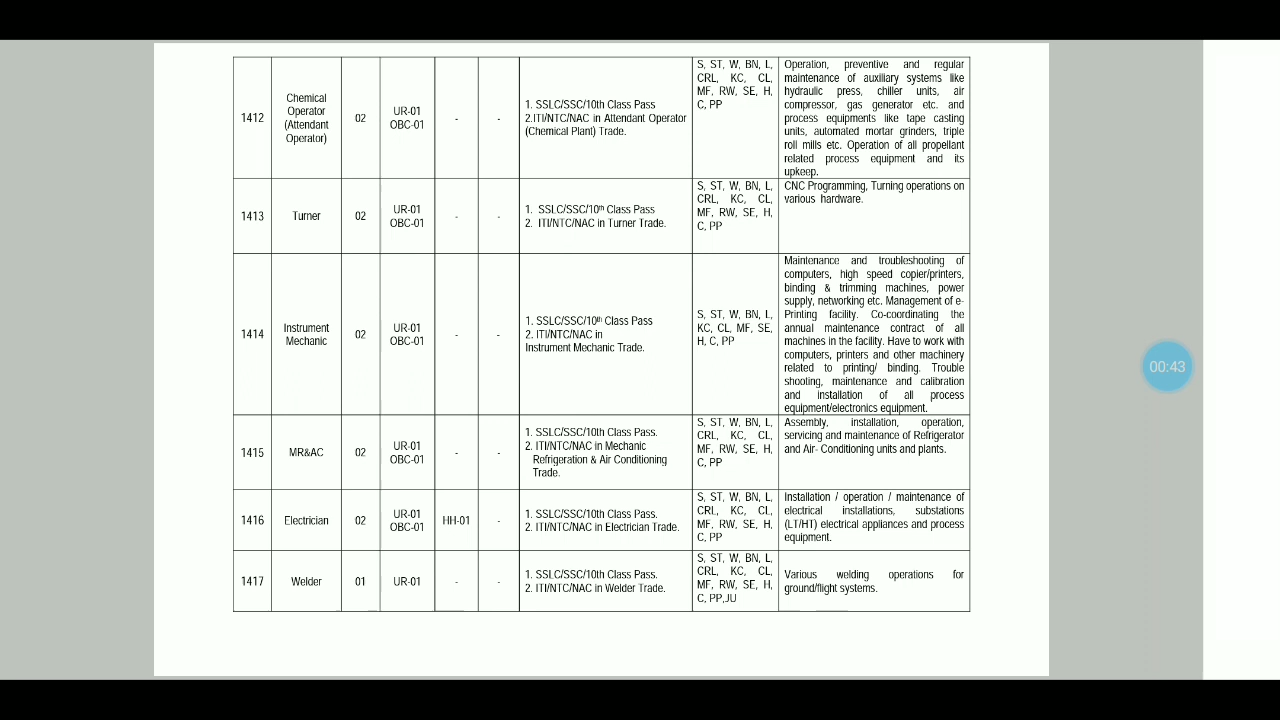 1412
Chemical
Operator
(Attendant
Operator)
02
UR-01
OBC-01
-
-
1. SSLC/SSC/10th Class Pass
2.ITI/NTC/NAC in Attendant Operator
(Chemical Plant) Trade.
S, ST, W, BN, L,
CRL, KC, CL,
MF, RW, SE, H,
C, PP
Operation, preventive and regular
maintenance of auxiliary systems like
hydraulic press, chiller units, air
compressor, gas generator etc. and
process equipments like tape casting
units, automated mortar grinders, triple
roll mills etc. Operation of all propellant
related process equipment and its
upkeep.
1413
Turner
02
UR-01
OBC-01
-
-
1. SSLC/SSC/10th Class Pass
2. ITI/NTC/NAC in Turner Trade.
S, ST, W, BN, L,
CRL, KC, CL,
MF, RW, SE, H,
C, PP
CNC Programming, Turning operations on
various hardware.
1414
Instrument
Mechanic
02
UR-01
OBC-01
-
-
1. SSLC/SSC/10th Class Pass
2. ITI/NTC/NAC in
Instrument Mechanic Trade.
S, ST, W, BN, L,
KC, CL, MF, SE,
H, C, PP
Maintenance and troubleshooting of
computers, high speed copier/printers,
binding & trimming machines, power
supply, networking etc. Management of e-
Printing facility. Co-coordinating the
annual maintenance contract of all
machines in the facility. Have to work with
computers, printers and other machinery
related to printing/ binding. Trouble
shooting, maintenance and calibration
and installation of all process
equipment/electronics equipment.
1415
MR&AC
02
UR-01
OBC-01
-
-
1. SSLC/SSC/10th Class Pass.
2. ITI/NTC/NAC in Mechanic
Refrigeration & Air Conditioning
Trade.
S, ST, W, BN, L,
CRL, KC, CL,
MF, RW, SE, H,
C, PP
Assembly, installation, operation,
servicing and maintenance of Refrigerator
and Air- Conditioning units and plants.
1416
Electrician
02
UR-01
OBC-01
HH-01
-
1. SSLC/SSC/10th Class Pass.
2. ITI/NTC/NAC in Electrician Trade.
S, ST, W, BN, L,
CRL, KC, CL,
MF, RW, SE, H,
C, PP
Installation / operation / maintenance of
electrical installations, substations
(LT/HT) electrical appliances and process
equipment.
1417
Welder
01
UR-01
-
-
1. SSLC/SSC/10th Class Pass.
2. ITI/NTC/NAC in Welder Trade.
S, ST, W, BN, L,
CRL, KC, CL,
MF, RW, SE, H,
C, PP,JU
Various welding operations for
ground/flight systems.
00:43